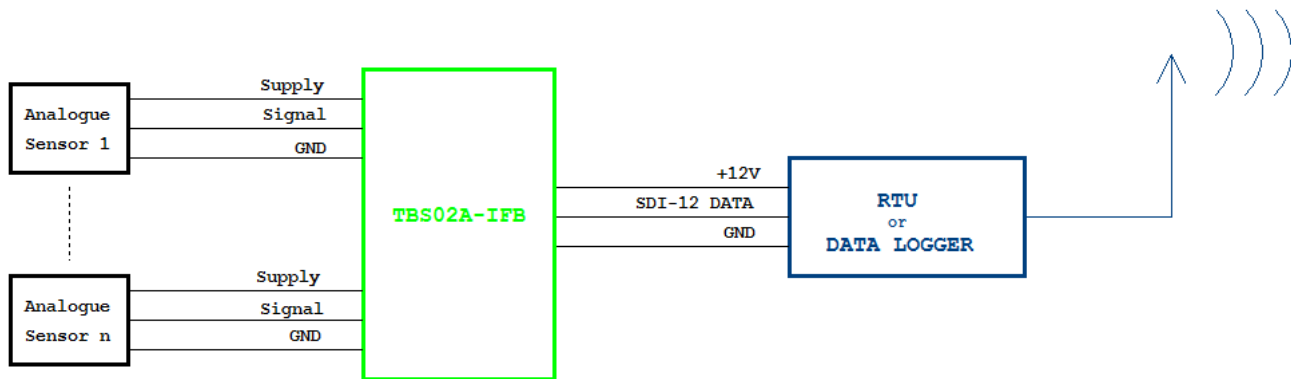 Supply
Analogue
Sensor 1
Signal
GND
TBS02A-IFB
+12V
SDI-12 DATA
GND
RTU
or
DATA LOGGER
Supply
Analogue
Sensor n
Signal
GND